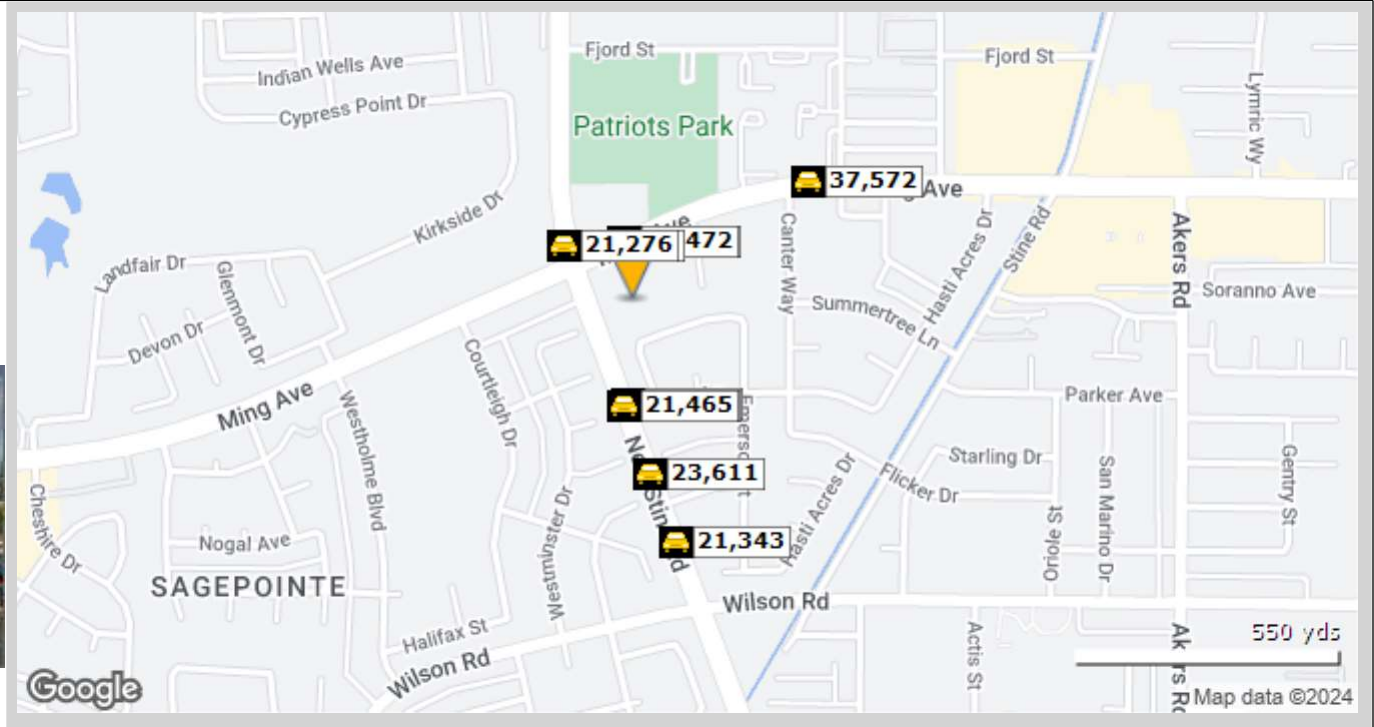 Fjord St
Fjord St
Indian Wells Ave
Cypress Point Dr
Patriots Park
Lymric Wy
37,572
Ave
Kirkside Dr
21,276
472
Landfair Dr
Glenmont Dr
Canter Way
Hasti Acres Dr
Stine Rd
Akers Rd
Soranno Ave
Summertree Ln
Devon Dr
Courtleigh Dr
Ming Ave
Westholme Blvd
21,465
Parker Ave
Starling Dr
23,611
Flicker Dr
Gentry St
San Marino Dr
Oriole St
Cheshire Dr
Westminster Dr
Hasti Acres Dr
Nogal Ave
21,343
SAGEPOINTE
Wilson Rd
Halifax St
Wilson Rd
Actis St
550 yds
Google
Map data ©2024